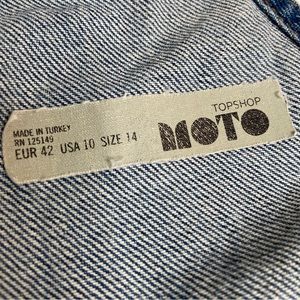 TOPSHOP
MOTO
MADE IN TURKEY
RN 125149
EUR 42 USA 10 SIZE 14